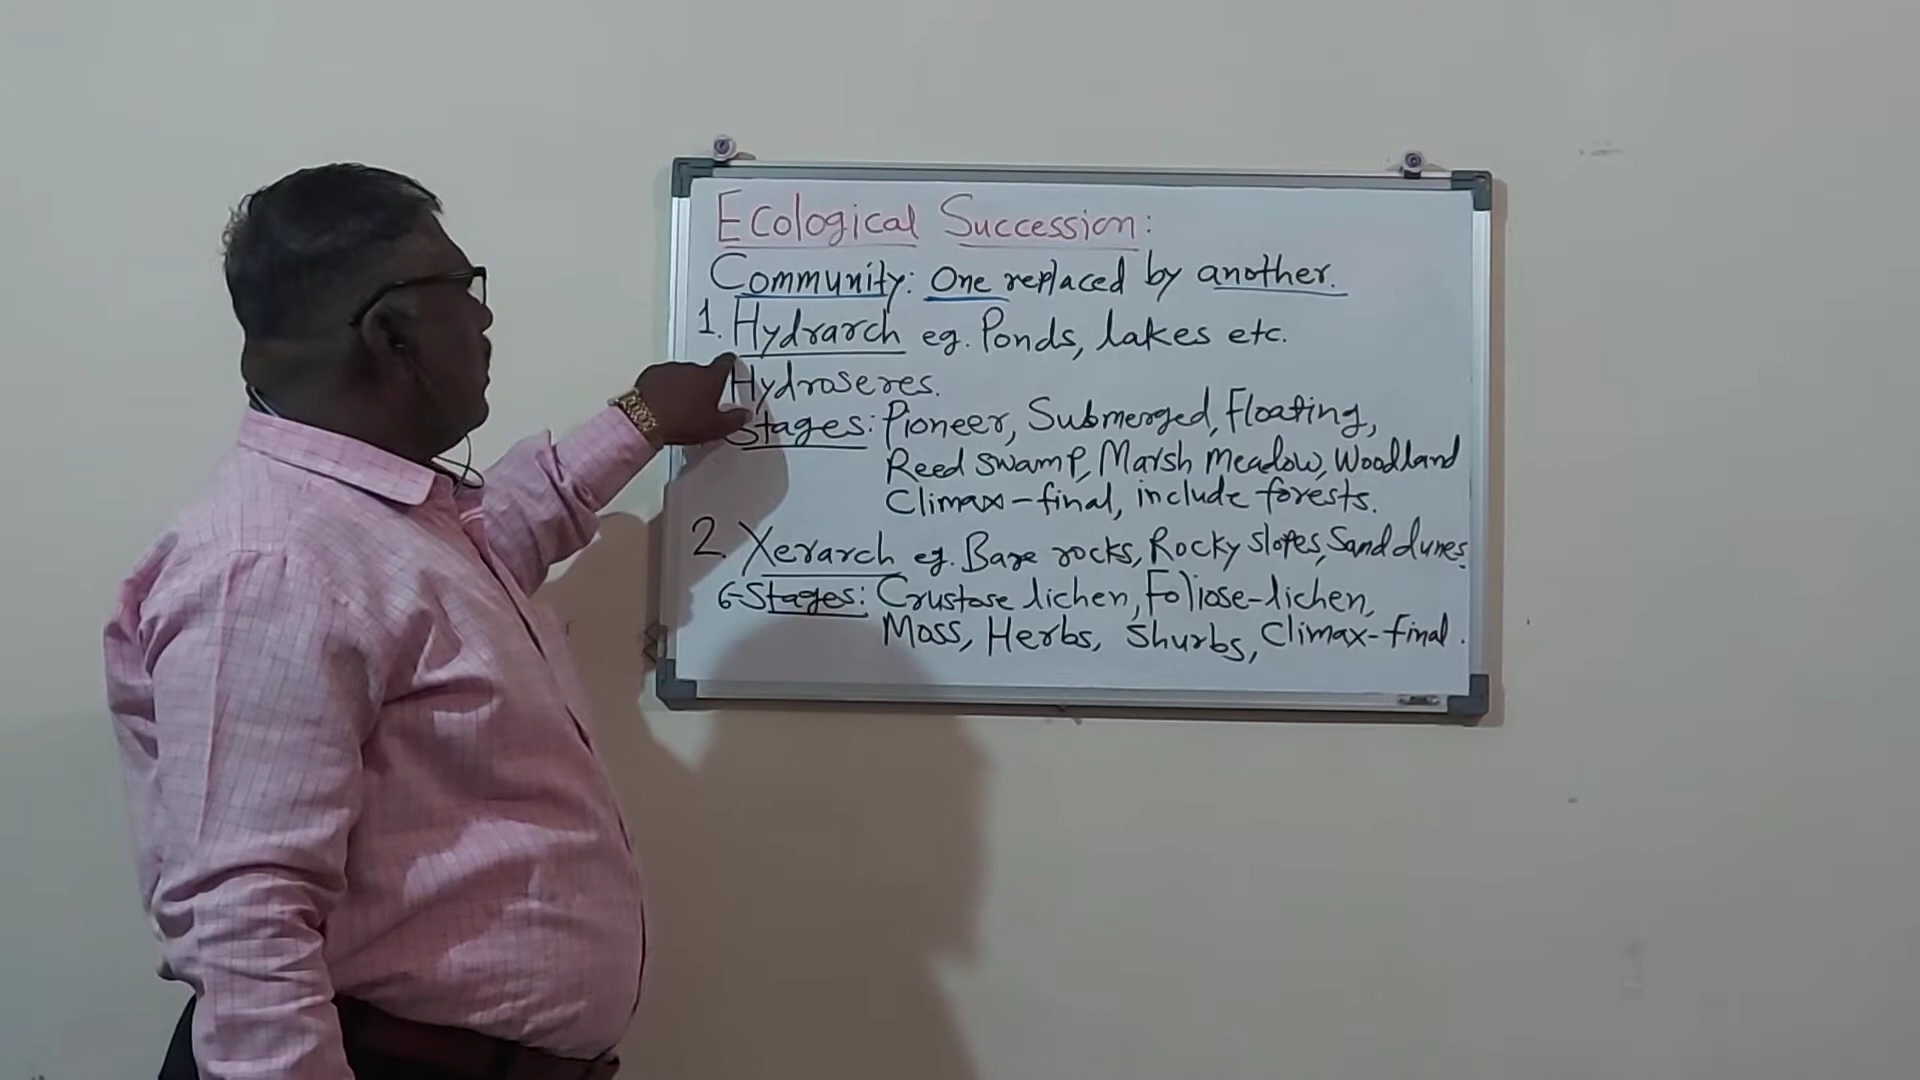 Ecological Succession:
Community: One replaced by another.
1. Hydrarch eg. Ponds, lakes etc.
Hydroseres.
Stages: Pioneer, Submerged, Floating,
Reed swamp, Marsh Meadow, Woodland
Climax-final, include forests.
2. Xerarch eg. Bare rocks, Rocky slopes, Sand dunes.
6-Stages: Crustose lichen, Foliose-lichen,
Moss, Herbs, Shurbs, Climax-final.